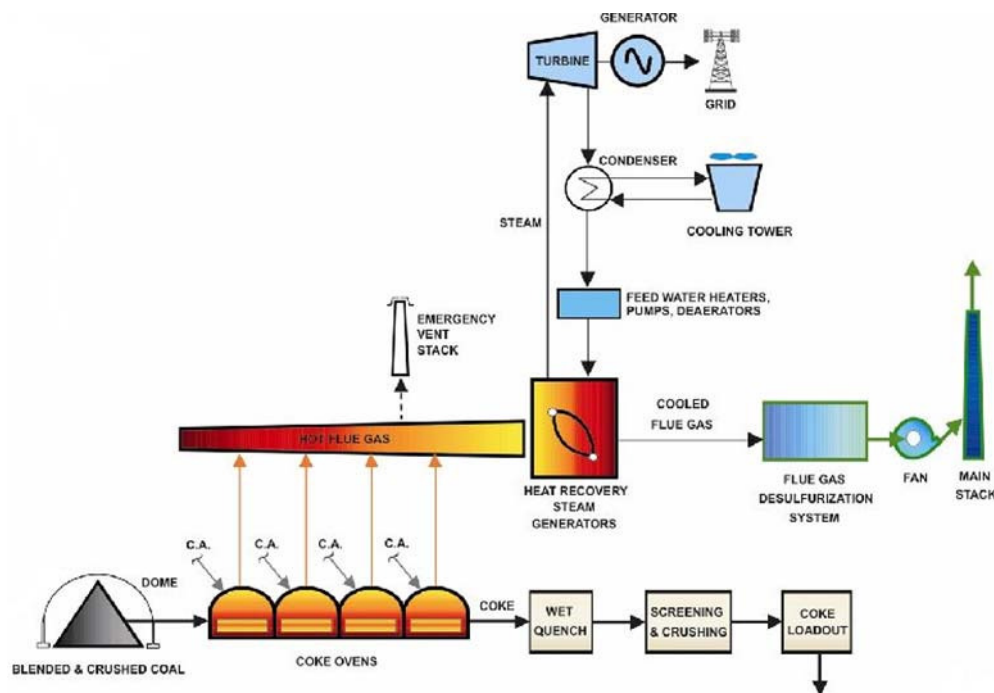 GENERATOR
TURBINE
GRID
CONDENSER
STEAM
COOLING TOWER
FEED WATER HEATERS,
PUMPS, DEAERATORS
EMERGENCY
VENT
STACK
HOT FLUE GAS
COOLED
FLUE GAS
HEAT RECOVERY
STEAM
GENERATORS
FLUE GAS
DESULFURIZATION
SYSTEM
FAN
MAIN
STACK
C.A.
C.A.
C.A.
C.A.
DOME
COKE
WET
QUENCH
SCREENING
& CRUSHING
COKE
LOADOUT
BLENDED & CRUSHED COAL
COKE OVENS